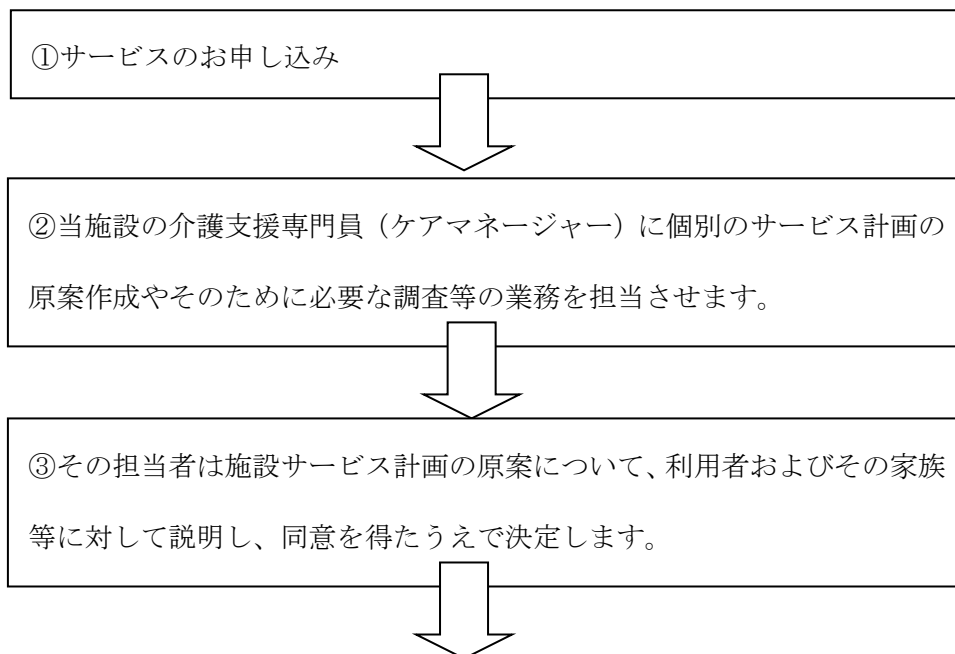 ①サービスのお申し込み
②当施設の介護支援専門員（ケアマネージャー）に個別のサービス計画の
原案作成やそのために必要な調査等の業務を担当させます。
③その担当者は施設サービス計画の原案について、利用者およびその家族
等に対して説明し、同意を得たうえで決定します。